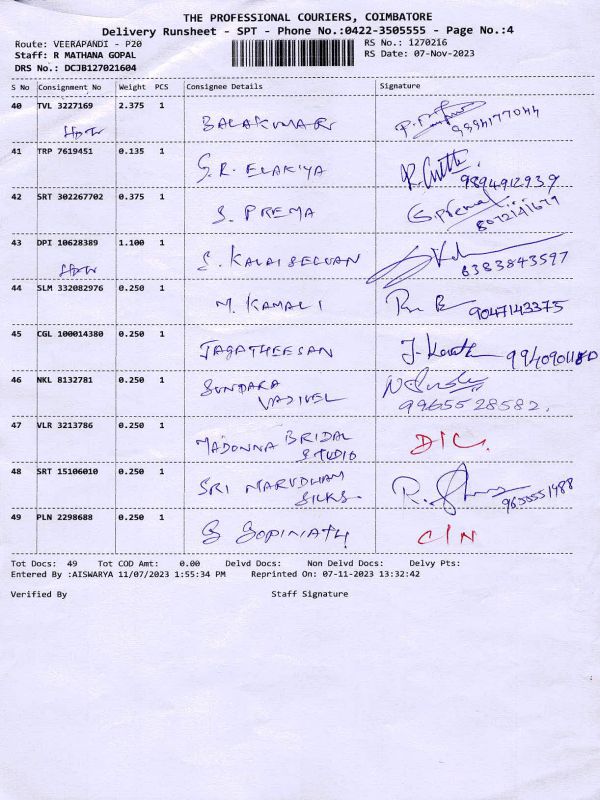 THE PROFESSIONAL COURIERS, COIMBATORE
Delivery Runsheet - SPT - Phone No.:0422-3505555 - Page No.:4
Route: VEERAPANDI - P20
RS No.: 1270216
Staff: R MATHANA GOPAL
RS Date: 07-Nov-2023
DRS No.: DCJB127021604
S No Consignment No Weight PCS Consignee Details Signature
40 TVL 3227169 2.375 1
BALAKUMAR 9994177044
41 TRP 7619451 0.135 1
S.R. ELAKIYA 9894912939
42 SRT 302267702 0.375 1
S. PREMA S.Prema
8072141679
43 DPI 10628389 1.100 1
S. KALAISELVAN 8383843597
44 SLM 332082976 0.250 1
M. KAMALI 9047143375
45 CGL 100014380 0.250 1
JAGATHEESAN
46 NKL 8132781 0.250 1
SUNDARA
VADIVEL 9965528582.
47 VLR 3213786 0.250 1
MADONNA BRIDAL D/C.
STUDIO
48 SRT 15106010 0.250 1
SRI MARUDHAM
SILKS. 9655551488
49 PLN 2298688 0.250 1
G GOPINATH C/N
Tot Docs: 49 Tot COD Amt: 0.00 Delvd Docs: Non Delvd Docs: Delvy Pts:
Entered By :AISWARYA 11/07/2023 1:55:34 PM Reprinted On: 07-11-2023 13:32:42
Verified By Staff Signature